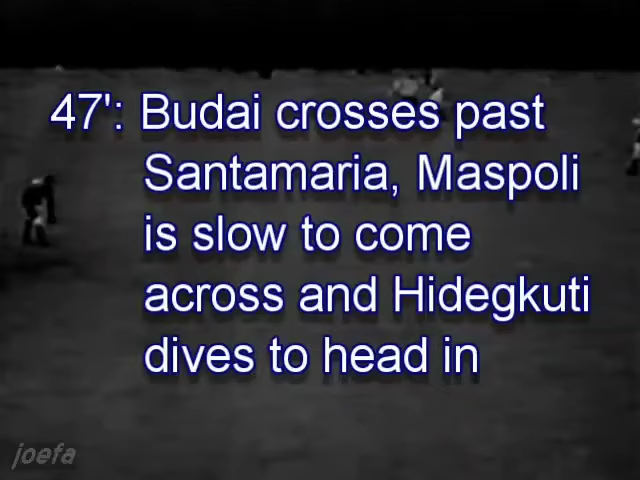 47': Budai crosses past
Santamaria, Maspoli
is slow to come
across and Hidegkuti
dives to head in
joefa